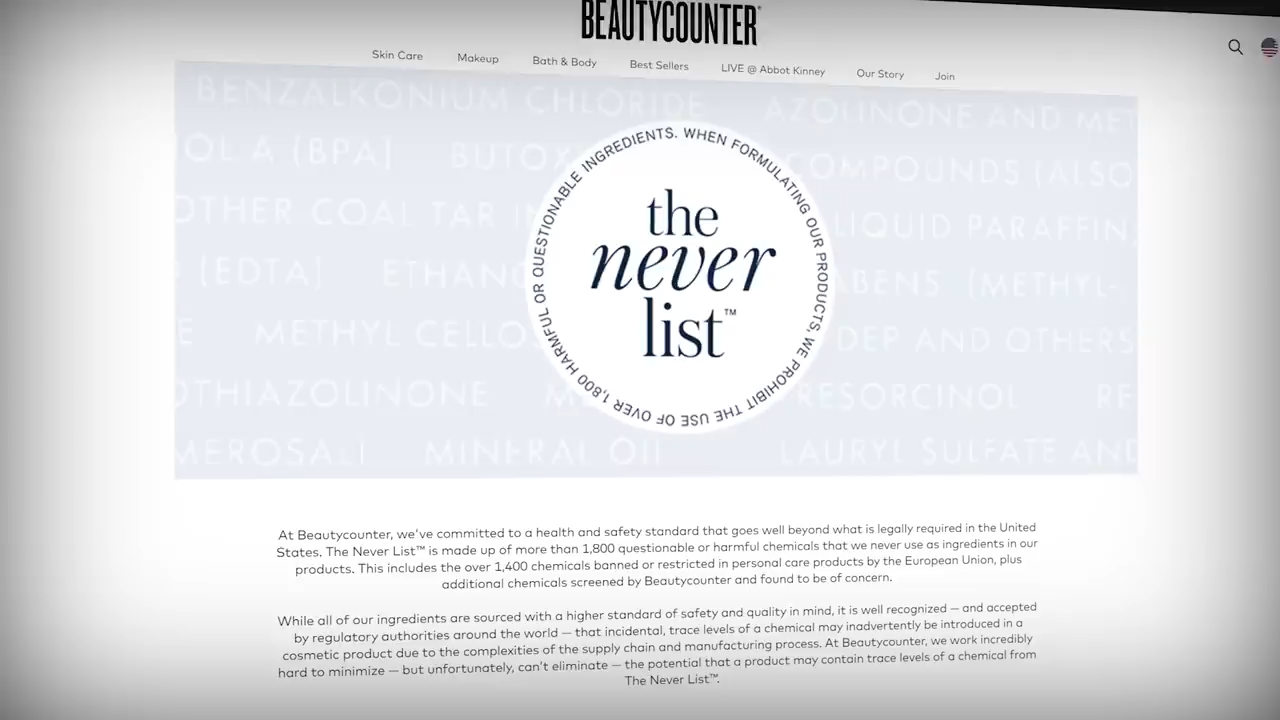 BEAUTYCOUNTER
Skin Care Makeup Bath & Body Best Sellers LIVE @ Abbot Kinney Our Story Join
BENZALKONIUM CHLORIDE AZOLINONE AND MET
OL A (BPA) BUTOX COMPOUNDS (ALSO
OTHER COAL TAR I LIQUID PARAFFIN,
(EDTA) ETHANO ABENS METHYL-
E METHYL CELLO DEP AND OTHERS
OTHIAZOLINONE M RESORCINOL RE
MEROSAL) MINERAL OIL LAURYL SULFATE AND
WHEN FORMULATING OUR PRODUCTS, WE PROHIBIT THE USE OF OVER 1,800 HARMFUL OR QUESTIONABLE INGREDIENTS.
the
never
list™
At Beautycounter, we've committed to a health and safety standard that goes well beyond what is legally required in the United
States. The Never List™ is made up of more than 1,800 questionable or harmful chemicals that we never use as ingredients in our
products. This includes the over 1,400 chemicals banned or restricted in personal care products by the European Union, plus
additional chemicals screened by Beautycounter and found to be of concern.
While all of our ingredients are sourced with a higher standard of safety and quality in mind, it is well recognized — and accepted
by regulatory authorities around the world — that incidental, trace levels of a chemical may inadvertently be introduced in a
cosmetic product due to the complexities of the supply chain and manufacturing process. At Beautycounter, we work incredibly
hard to minimize — but unfortunately, can't eliminate — the potential that a product may contain trace levels of a chemical from
The Never List™.